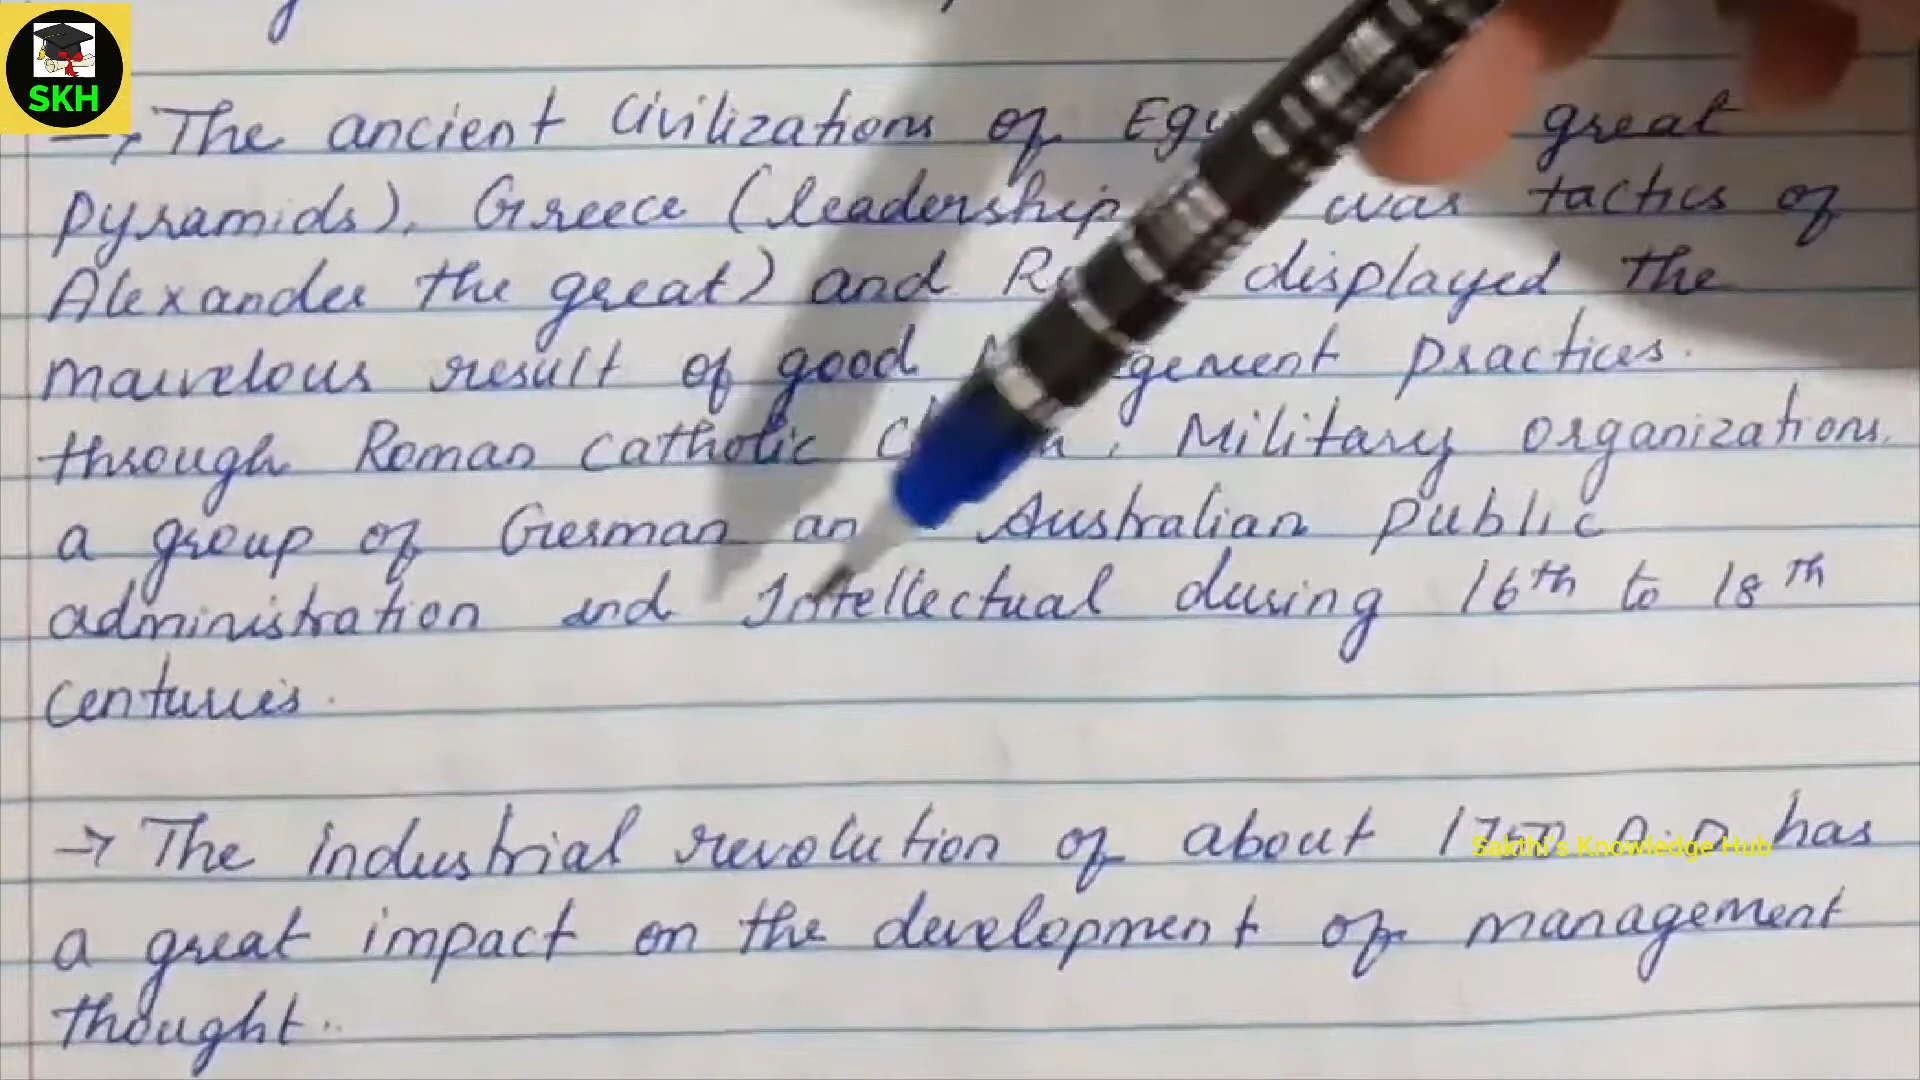 SKH
→ The ancient Civilizations of great
pyramids). Greece (leadership was tactics of
Alexander the great) and displayed the
marvelous result of good practices.
through Roman catholic Military organizations.
a group of German Australian public
administration and Intellectual during 16th to 18th
centuries.
→ The industrial revolution of about 1750 A.D has
Sakthi's Knowledge Hub
a great impact on the development of management
thought.